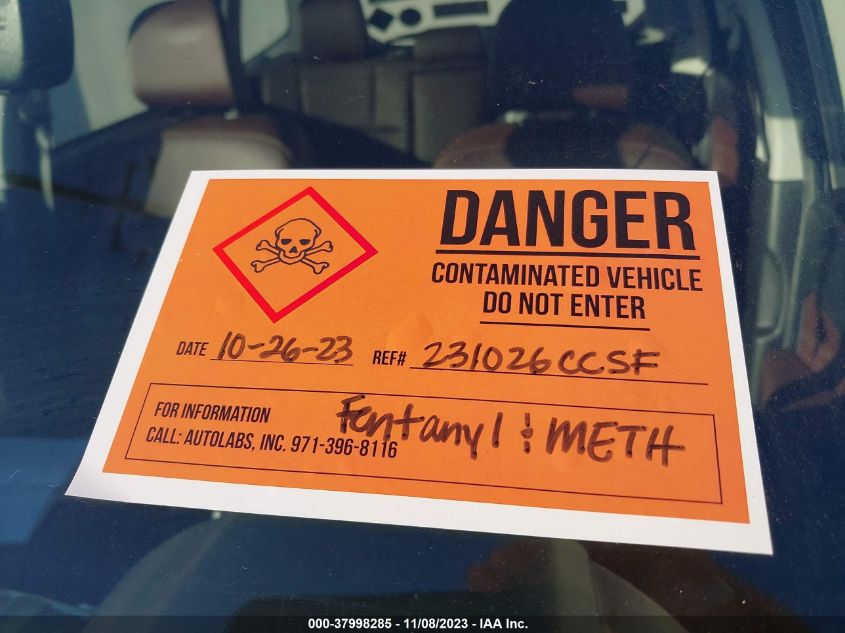 DANGER
CONTAMINATED VEHICLE
DO NOT ENTER
DATE 10-26-23 REF# 231026CCSF
FOR INFORMATION
CALL: AUTOLABS, INC. 971-396-8116
Fentanyl & METH
000-37998285 - 11/08/2023 - IAA Inc.